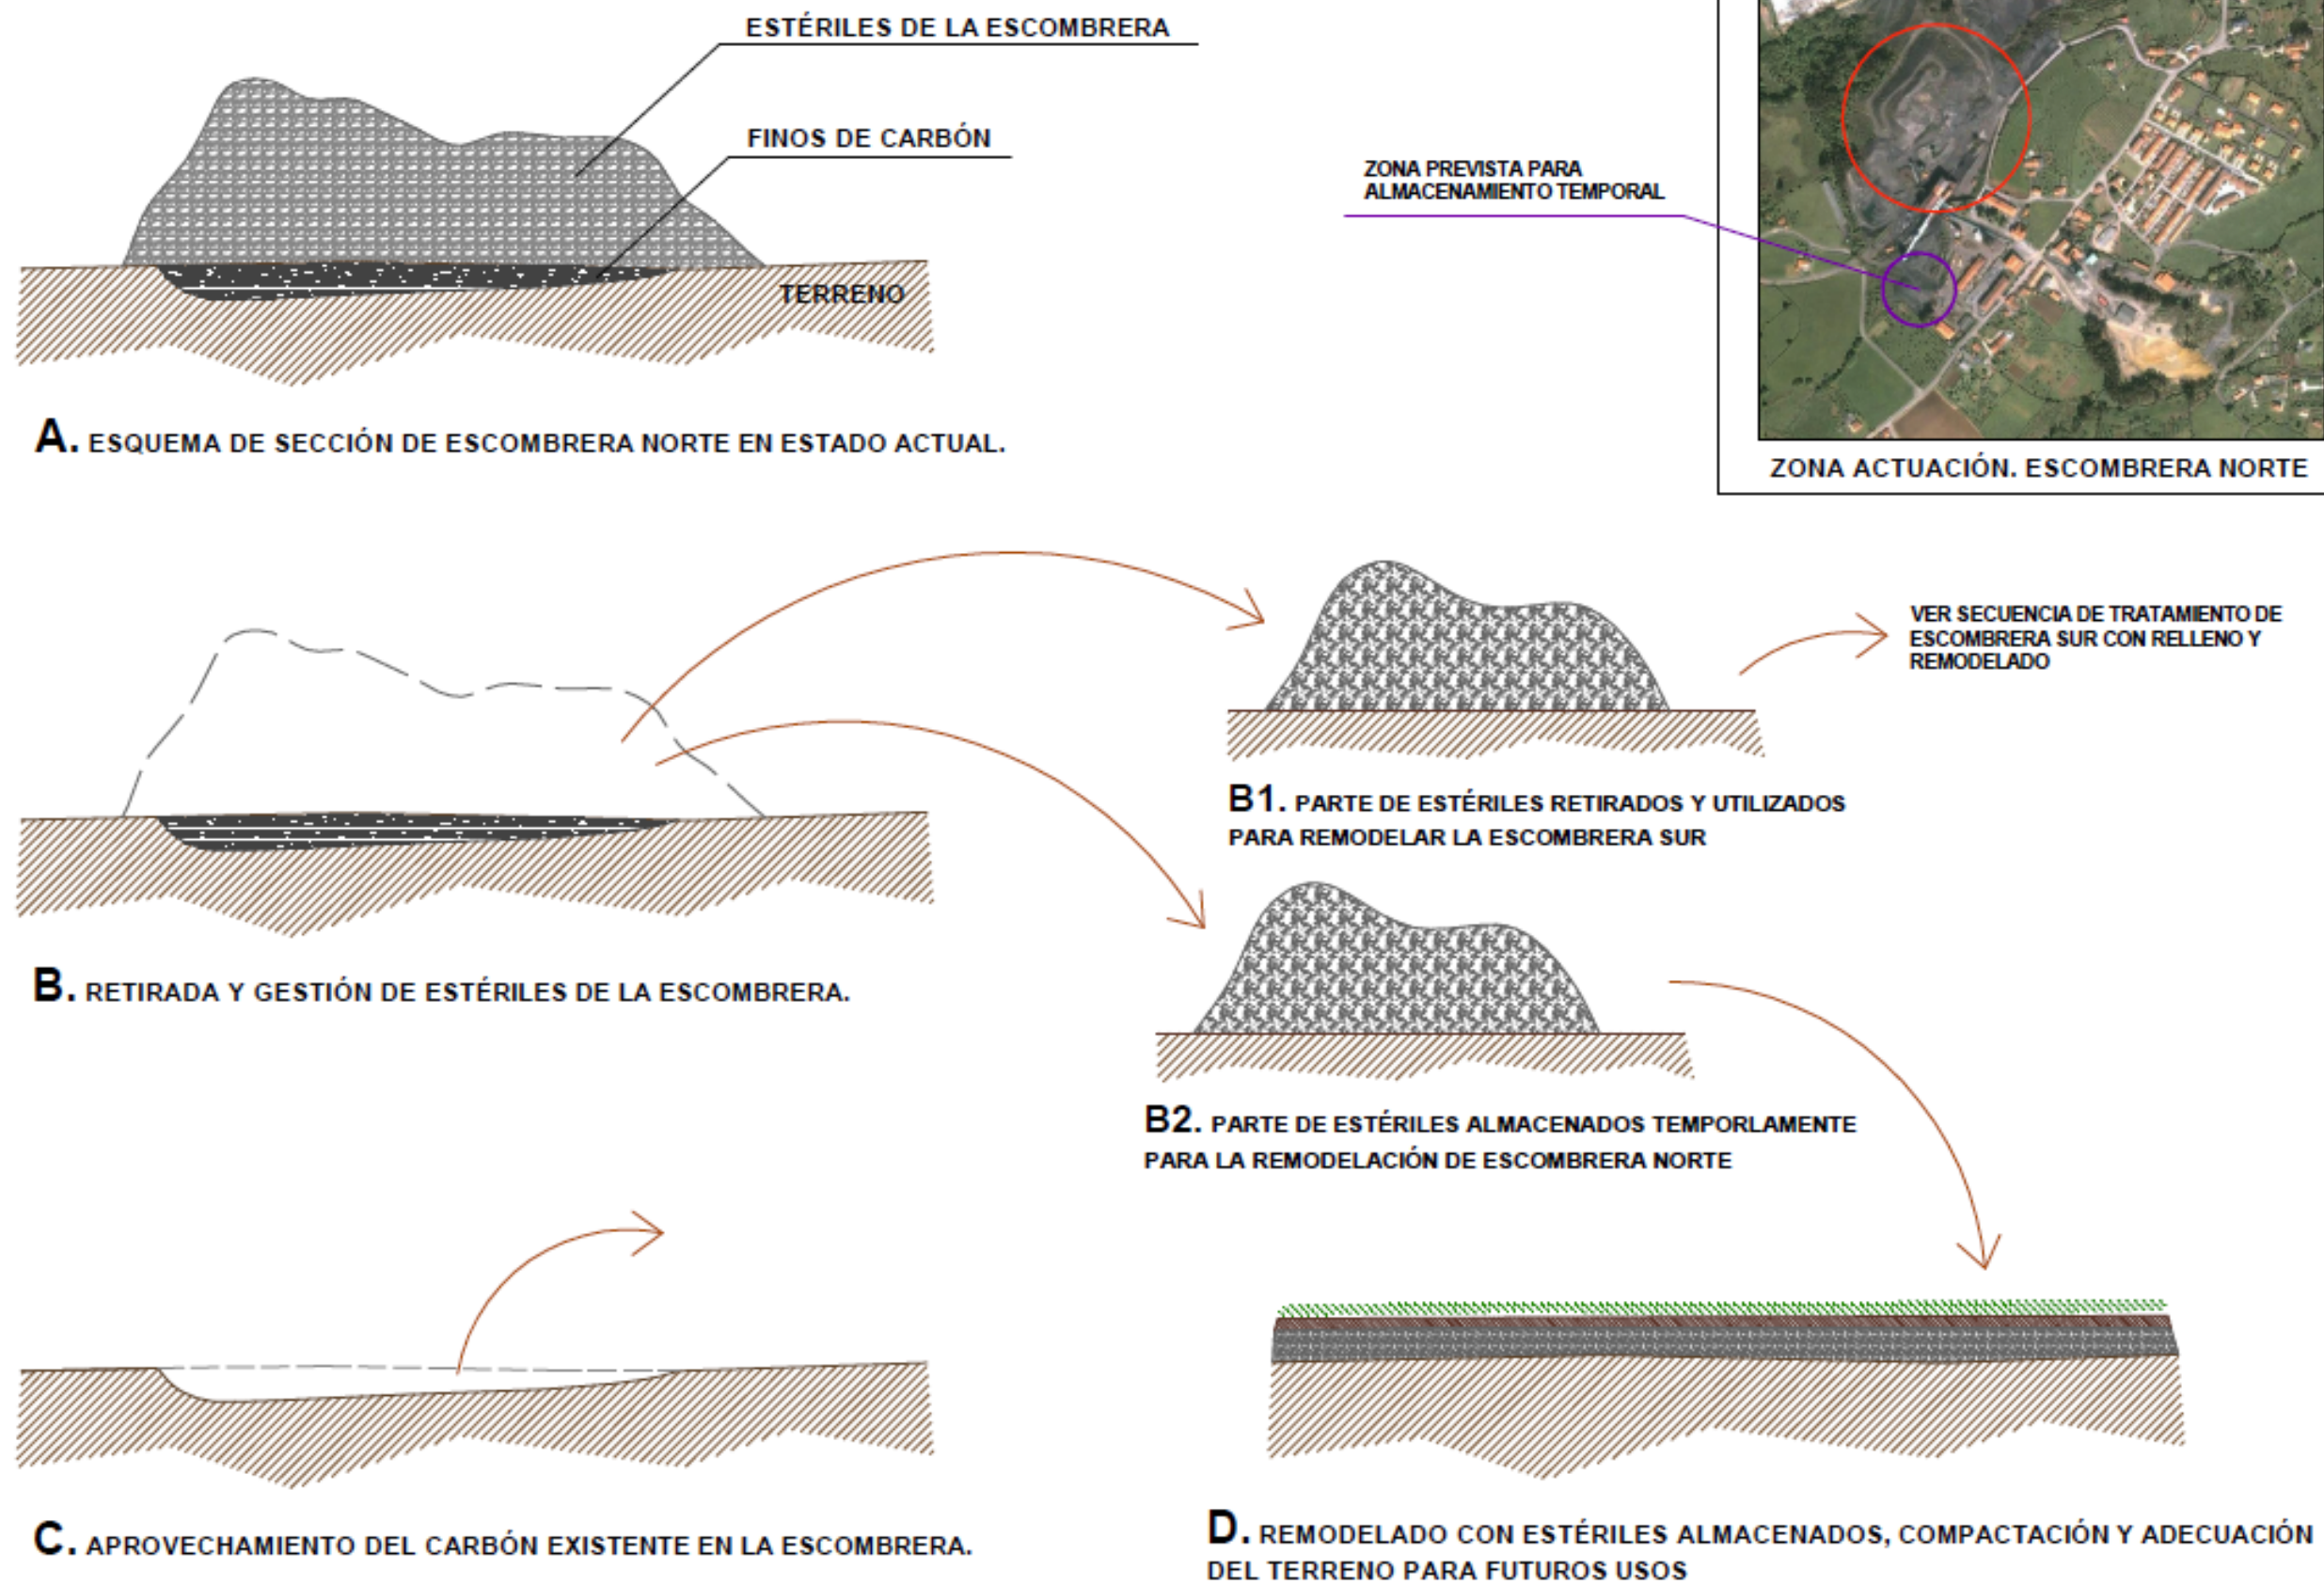 ESTÉRILES DE LA ESCOMBRERA
FINOS DE CARBÓN
TERRENO
A. ESQUEMA DE SECCIÓN DE ESCOMBRERA NORTE EN ESTADO ACTUAL.
ZONA PREVISTA PARA
ALMACENAMIENTO TEMPORAL
ZONA ACTUACIÓN. ESCOMBRERA NORTE
B. RETIRADA Y GESTIÓN DE ESTÉRILES DE LA ESCOMBRERA.
VER SECUENCIA DE TRATAMIENTO DE
ESCOMBRERA SUR CON RELLENO Y
REMODELADO
B1. PARTE DE ESTÉRILES RETIRADOS Y UTILIZADOS
PARA REMODELAR LA ESCOMBRERA SUR
B2. PARTE DE ESTÉRILES ALMACENADOS TEMPORLAMENTE
PARA LA REMODELACIÓN DE ESCOMBRERA NORTE
C. APROVECHAMIENTO DEL CARBÓN EXISTENTE EN LA ESCOMBRERA.
D. REMODELADO CON ESTÉRILES ALMACENADOS, COMPACTACIÓN Y ADECUACIÓN
DEL TERRENO PARA FUTUROS USOS